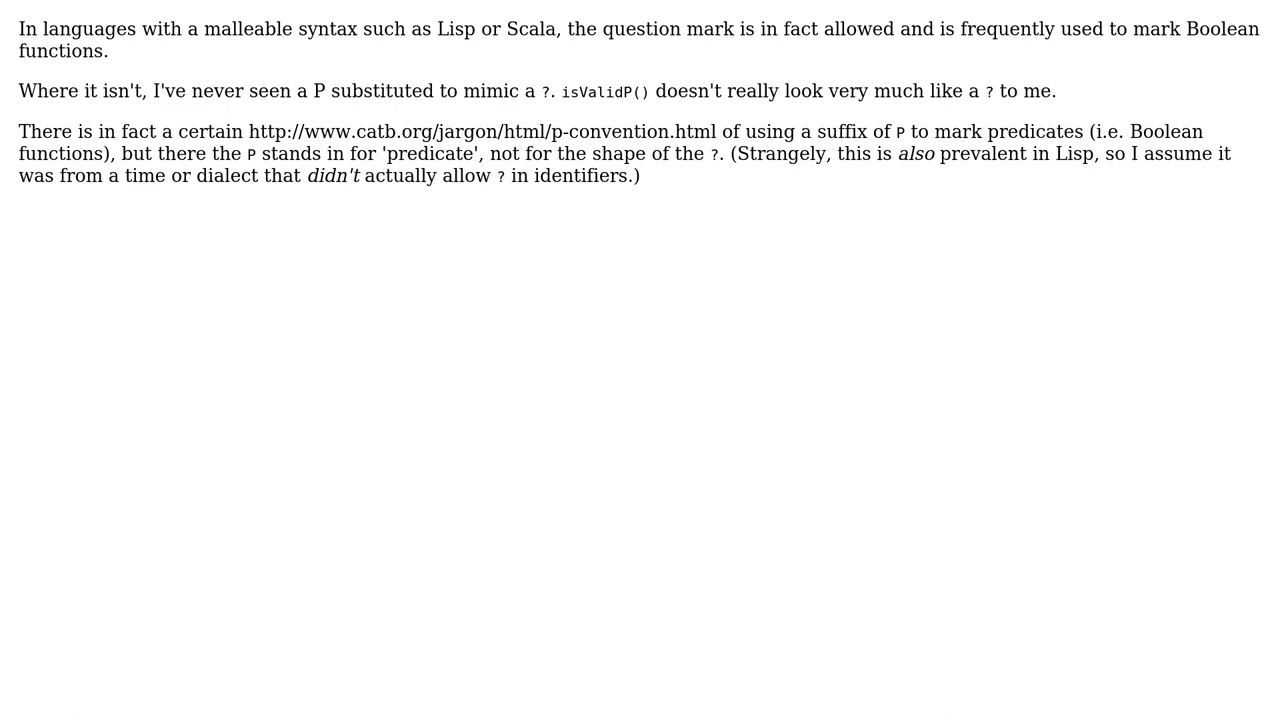 In languages with a malleable syntax such as Lisp or Scala, the question mark is in fact allowed and is frequently used to mark Boolean
functions.
Where it isn't, I've never seen a P substituted to mimic a ?. isValidP() doesn't really look very much like a ? to me.
There is in fact a certain http://www.catb.org/jargon/html/p-convention.html of using a suffix of P to mark predicates (i.e. Boolean
functions), but there the P stands in for 'predicate', not for the shape of the ?. (Strangely, this is also prevalent in Lisp, so I assume it
was from a time or dialect that didn't actually allow ? in identifiers.)